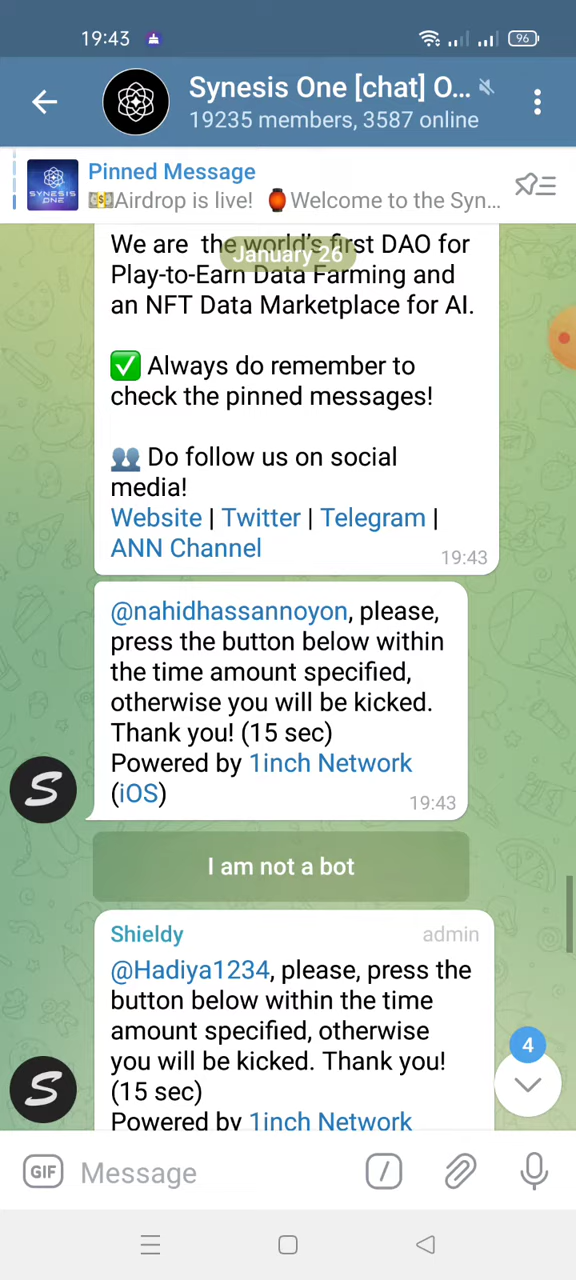 19:43
96
Synesis One [chat] O...
19235 members, 3587 online
Pinned Message
Airdrop is live! Welcome to the Syn...
SYNESIS
ONE
We are the world's first DAO for
January 26
Play-to-Earn Data Farming and
an NFT Data Marketplace for AI.
Always do remember to
check the pinned messages!
Do follow us on social
media!
Website | Twitter | Telegram |
ANN Channel
19:43
@nahidhassannoyon, please,
press the button below within
the time amount specified,
otherwise you will be kicked.
Thank you! (15 sec)
Powered by 1inch Network
(iOS)
19:43
S
I am not a bot
Shieldy
admin
@Hadiya1234, please, press the
button below within the time
amount specified, otherwise
you will be kicked. Thank you!
(15 sec)
Powered by 1inch Network
S
4
GIF
Message
/